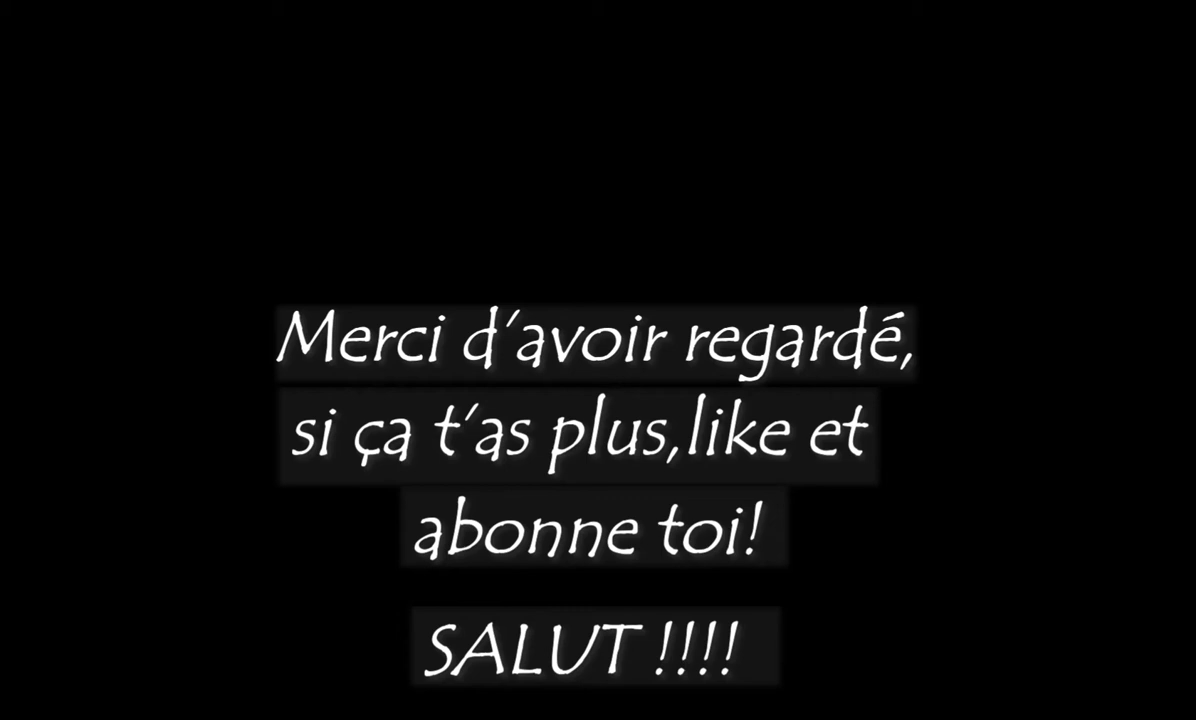 Merci d'avoir regardé,
si ça t'as plus,like et
abonne toi!
SALUT !!!!